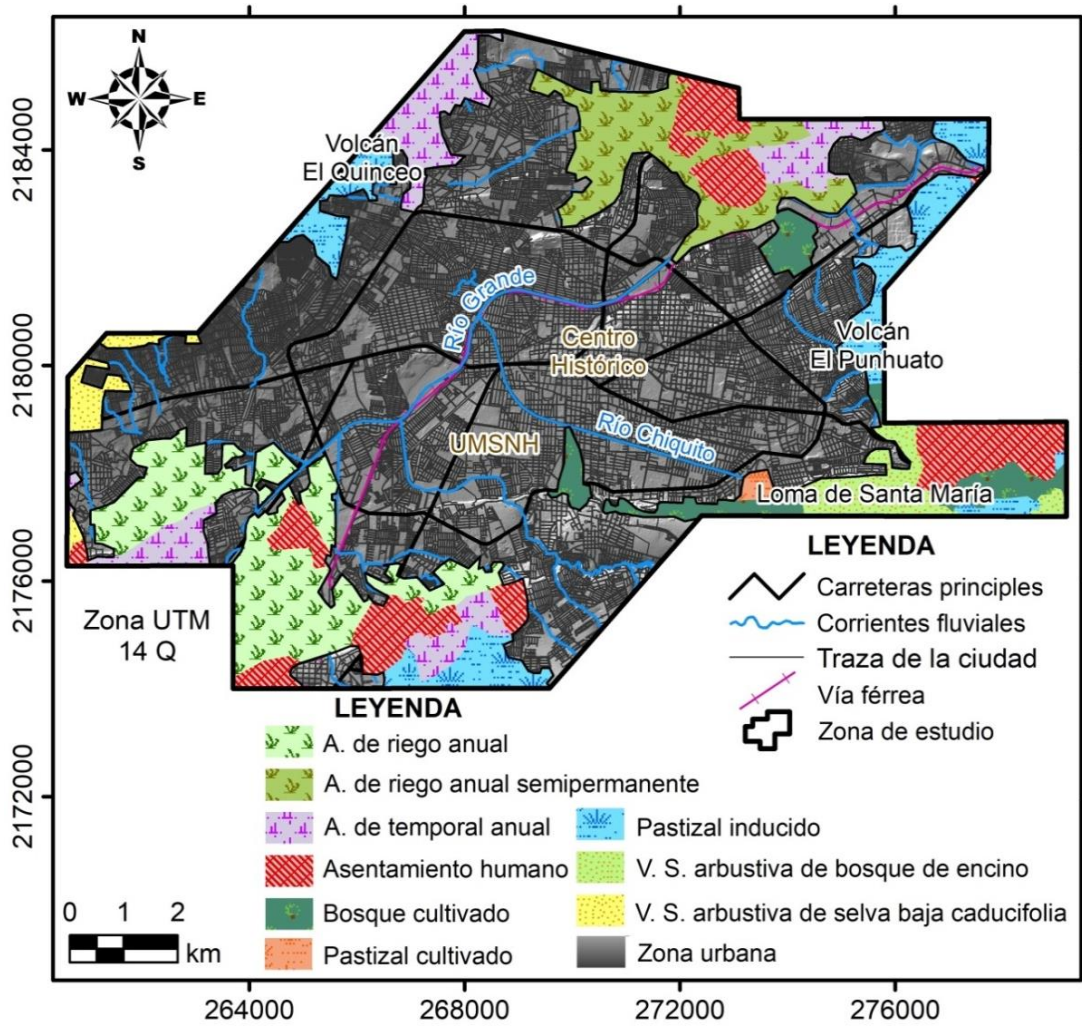 N
W
E
S
2184000
2180000
2176000
2172000
Volcán
El Quinceo
Río Grande
Centro
Histórico
Volcán
El Punhuato
UMSNH
Río Chiquito
Loma de Santa María
Zona UTM
14 Q
LEYENDA
Carreteras principles
Corrientes fluviales
Traza de la ciudad
Vía férrea
Zona de estudio
LEYENDA
A. de riego anual
A. de riego anual semipermanente
A. de temporal anual
Asentamiento humano
Bosque cultivado
Pastizal cultivado
Pastizal inducido
V. S. arbustiva de bosque de encino
V. S. arbustiva de selva baja caducifolia
Zona urbana
0 1 2
km
264000 268000 272000 276000